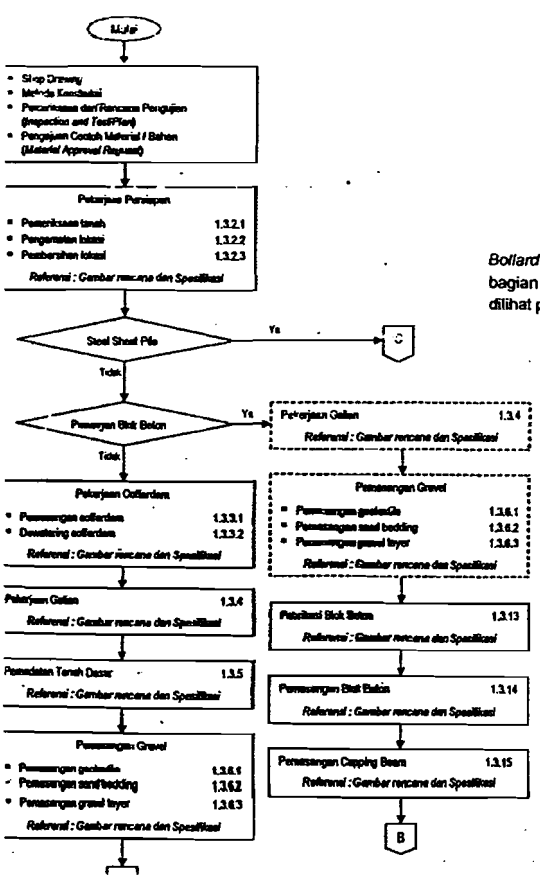 Mulai
• Shop Drawing
• Metode Konstruksi
• Pemeriksaan dan Rencana Pengujian
(Inspection and Test Plan)
• Pengajuan Contoh Material / Bahan
(Material Approval Request)
Pekerjaan Persiapan
• Pemeriksaan tanah 1.3.2.1
• Pengamatan lokasi 1.3.2.2
• Pembersihan lokasi 1.3.2.3
Referensi : Gambar rencana dan Spesifikasi
Bollard
bagian
dilihat p
Steel Sheet Pile
Ya
C
Tidak
Pemasangan Blok Beton
Ya
Tidak
Pekerjaan Cofferdam
• Pemasangan cofferdam 1.3.3.1
• Dewatering cofferdam 1.3.3.2
Referensi : Gambar rencana dan Spesifikasi
Pekerjaan Galian 1.3.4
Referensi : Gambar rencana dan Spesifikasi
Pemadatan Tanah Dasar 1.3.5
Referensi : Gambar rencana dan Spesifikasi
Pemasangan Gravel
• Pemasangan geotextile 1.3.6.1
• Pemasangan sand bedding 1.3.6.2
• Pemasangan gravel layer 1.3.6.3
Referensi : Gambar rencana dan Spesifikasi
Pekerjaan Galian 1.3.4
Referensi : Gambar rencana dan Spesifikasi
Pemasangan Gravel
• Pemasangan geotextile 1.3.6.1
• Pemasangan sand bedding 1.3.6.2
• Pemasangan gravel layer 1.3.6.3
Referensi : Gambar rencana dan Spesifikasi
Pabrikasi Blok Beton 1.3.13
Referensi : Gambar rencana dan Spesifikasi
Pemasangan Blok Beton 1.3.14
Referensi : Gambar rencana dan Spesifikasi
Pemasangan Capping Beam 1.3.15
Referensi : Gambar rencana dan Spesifikasi
B